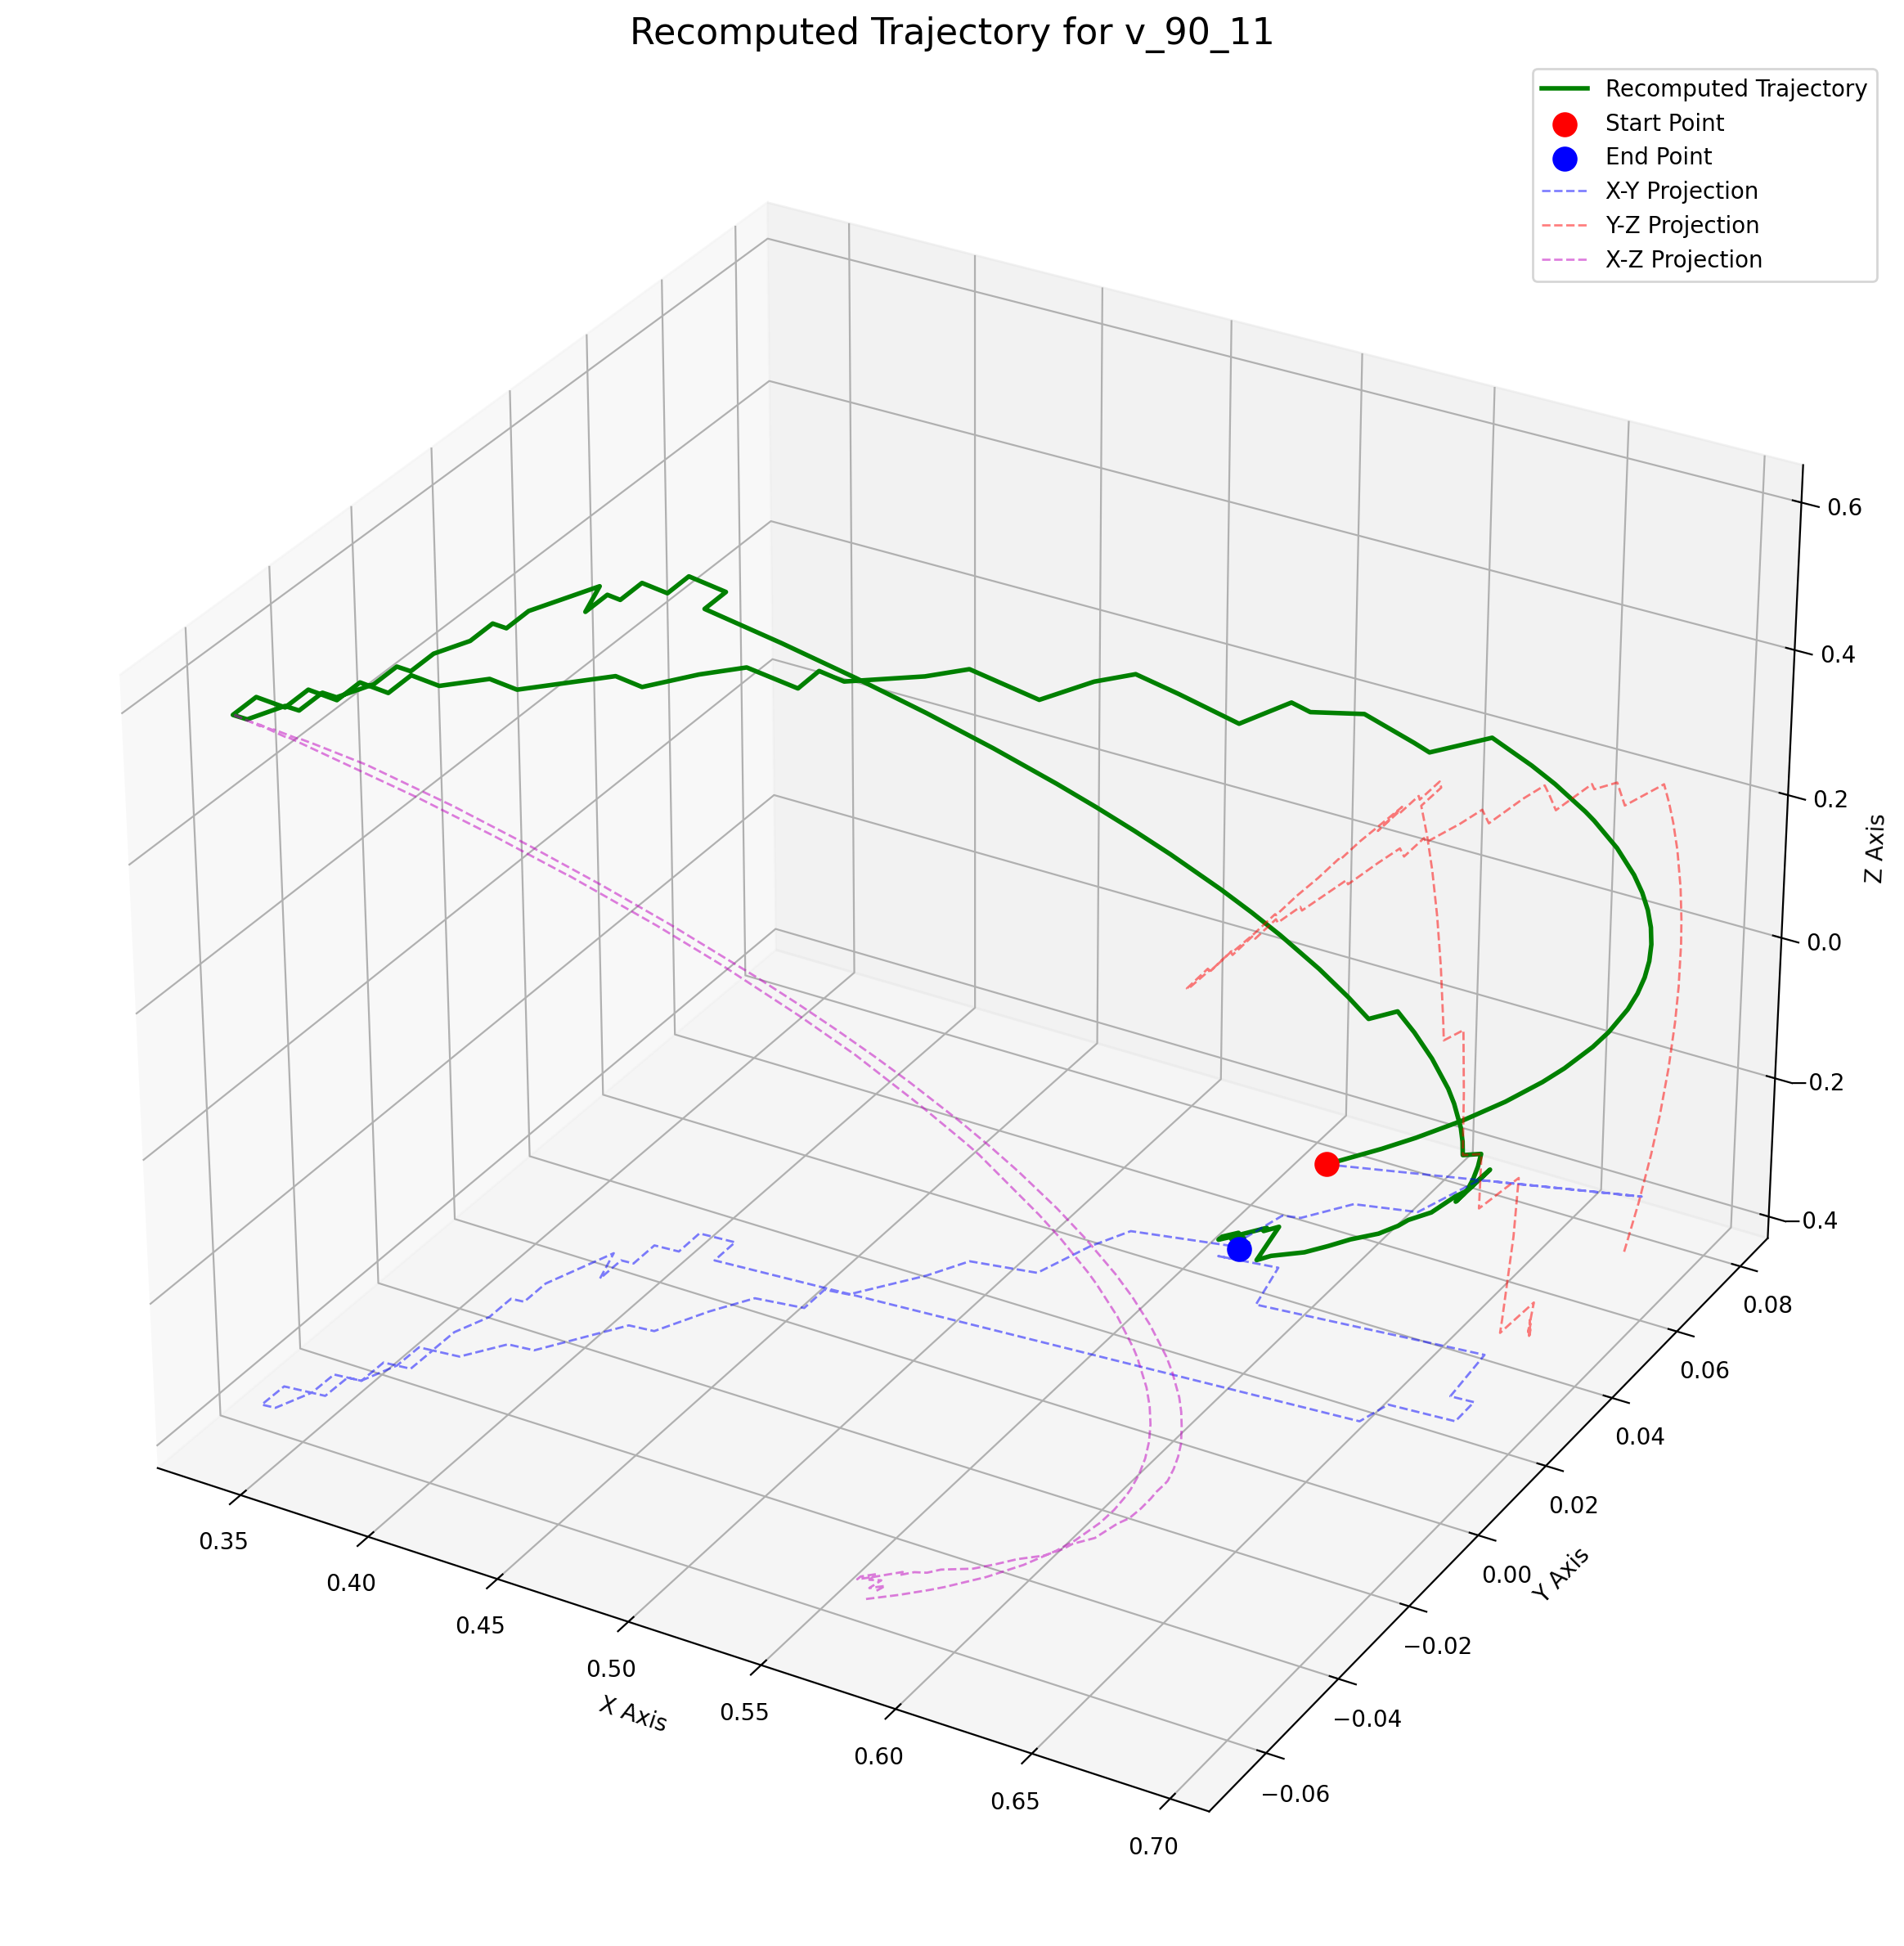 Recomputed Trajectory for v_90_11
Recomputed Trajectory
Start Point
End Point
X-Y Projection
Y-Z Projection
X-Z Projection
0.6
0.4
0.2
0.0
−0.2
−0.4
Z Axis
0.08
0.06
0.04
0.02
0.00
−0.02
−0.04
−0.06
Y Axis
0.35
0.40
0.45
0.50
0.55
0.60
0.65
0.70
X Axis